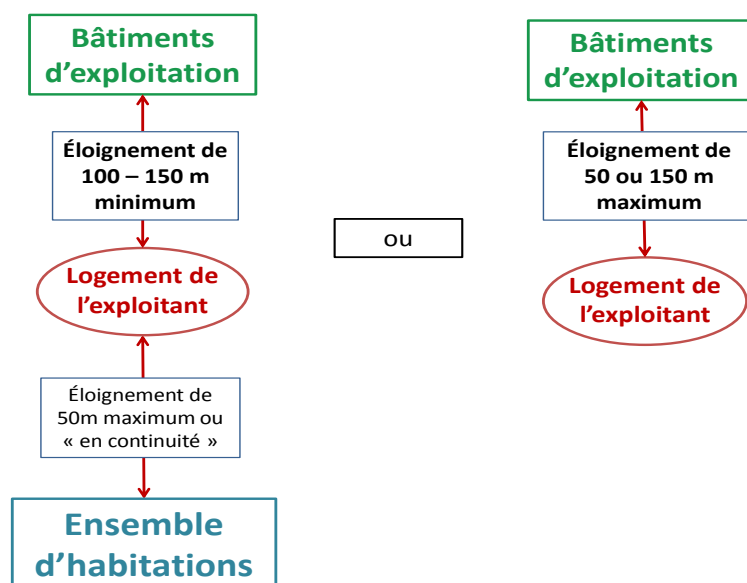 Bâtiments
d’exploitation
Éloignement de
100 – 150 m
minimum
Logement de
l’exploitant
Éloignement de
50m maximum ou
« en continuité »
Ensemble
d’habitations
ou
Bâtiments
d’exploitation
Éloignement de
50 ou 150 m
maximum
Logement de
l’exploitant